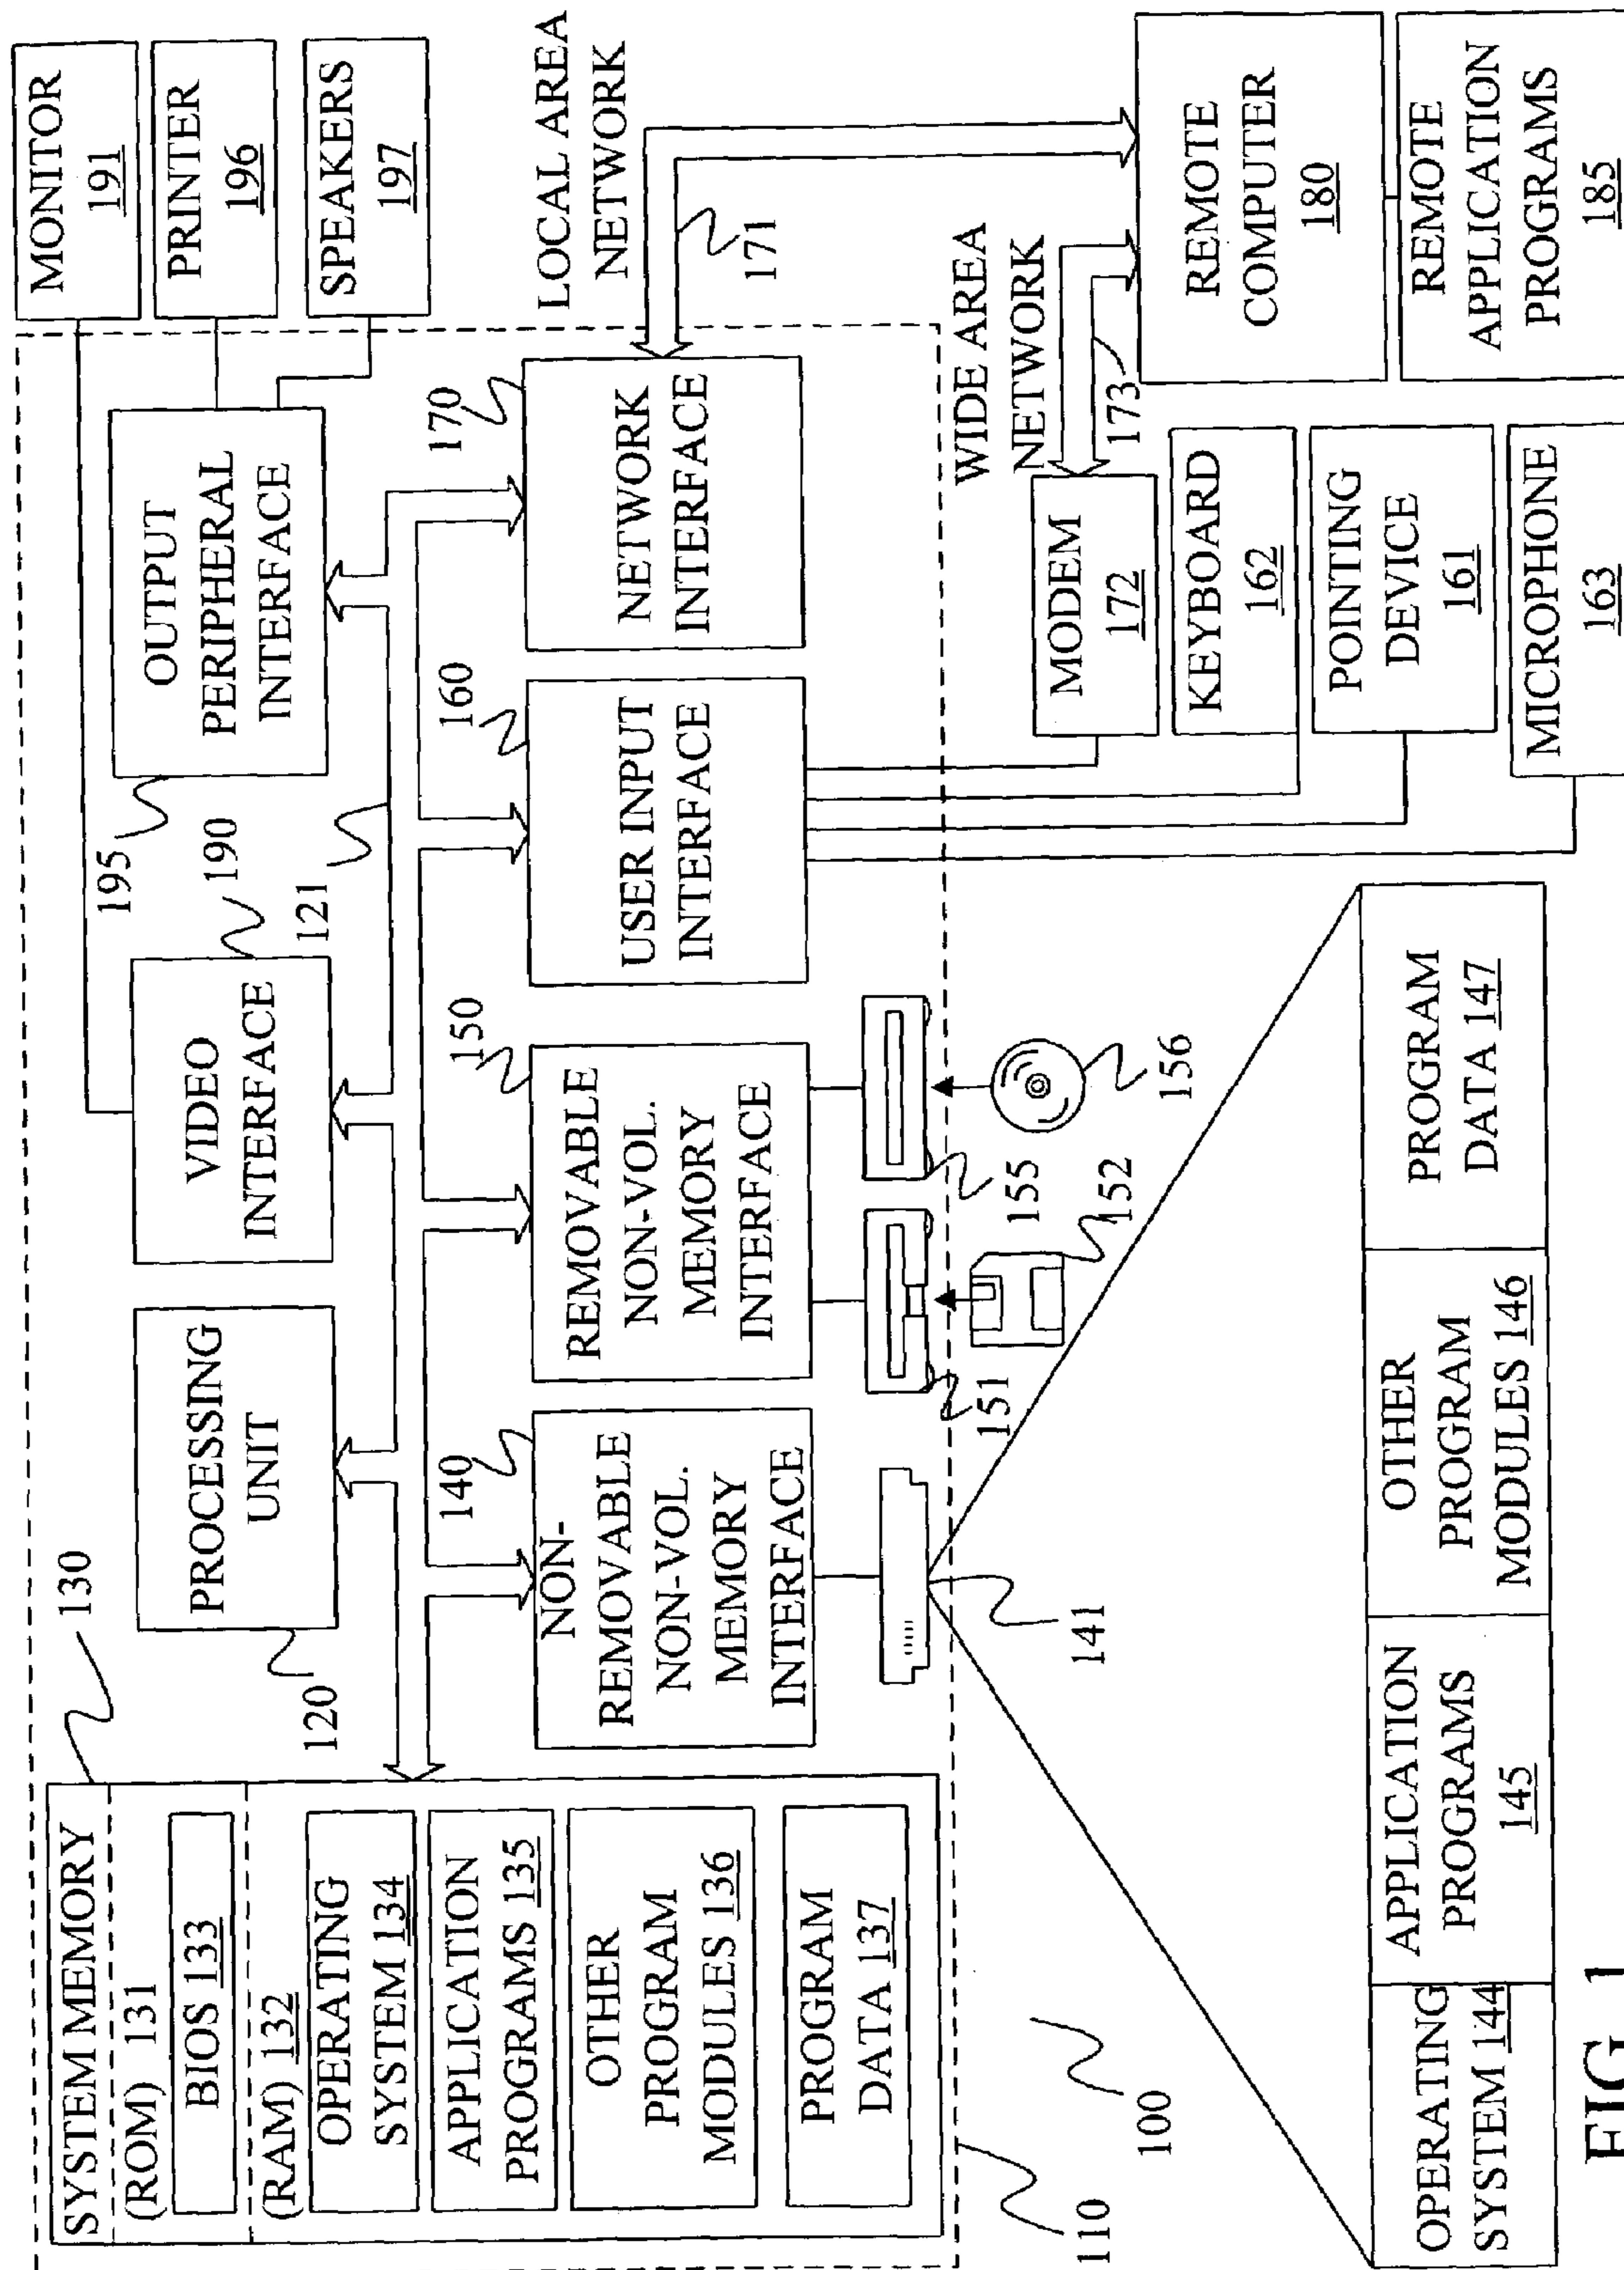 SYSTEM MEMORY
130
(ROM) 131
BIOS 133
(RAM) 132
OPERATING
SYSTEM 134
APPLICATION
PROGRAMS 135
OTHER
PROGRAM
MODULES 136
PROGRAM
DATA 137
PROCESSING
UNIT
120
VIDEO
INTERFACE
190
121
OUTPUT
PERIPHERAL
INTERFACE
195
MONITOR
191
PRINTER
196
SPEAKERS
197
NON-
REMOVABLE
NON-VOL.
MEMORY
INTERFACE
140
REMOVABLE
NON-VOL.
MEMORY
INTERFACE
150
USER INPUT
INTERFACE
160
NETWORK
INTERFACE
170
LOCAL AREA
NETWORK
171
141
151
152
155
156
WIDE AREA
NETWORK
173
MODEM
172
KEYBOARD
162
POINTING
DEVICE
161
MICROPHONE
163
REMOTE
COMPUTER
180
REMOTE
APPLICATION
PROGRAMS
185
110
100
OPERATING
SYSTEM 144
APPLICATION
PROGRAMS
145
OTHER
PROGRAM
MODULES 146
PROGRAM
DATA 147
FIG. 1